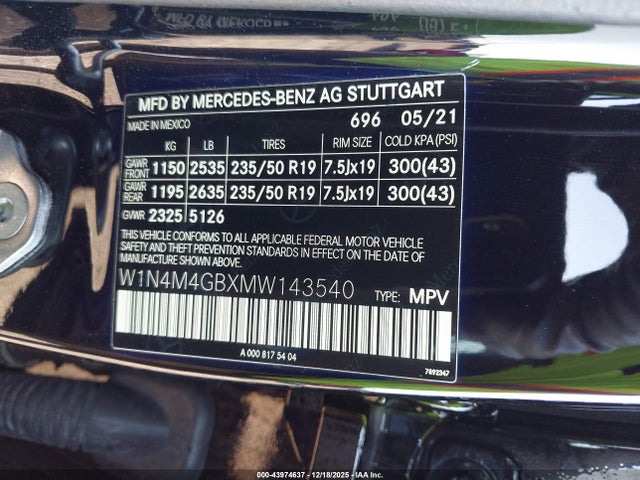 MFD BY MERCEDES-BENZ AG STUTTGART
MADE IN MEXICO 696 05/21
KG LB TIRES RIM SIZE COLD KPA(PSI)
GAWR FRONT 1150 2535 235/50 R19 7.5Jx19 300(43)
GAWR REAR 1195 2635 235/50 R19 7.5Jx19 300(43)
GVWR 2325 5126
THIS VEHICLE CONFORMS TO ALL APPLICABLE FEDERAL MOTOR VEHICLE
SAFETY, BUMPER, AND THEFT PREVENTION STANDARDS IN EFFECT ON THE DATE OF
MANUFACTURE SHOWN ABOVE.
W1N4M4GBXMW143540 TYPE: MPV
A 000 817 54 04
7892347
000-43974637 - 12/18/2025 - IAA Inc.